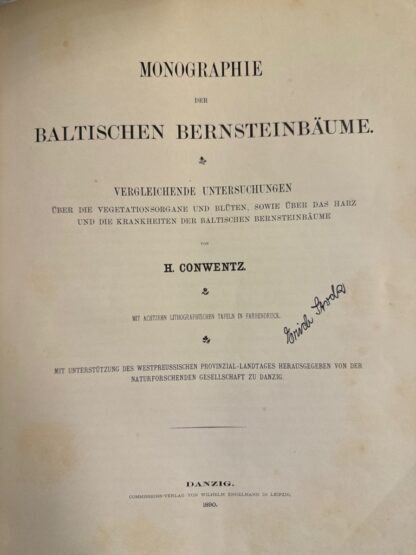 MONOGRAPHIE
DER
BALTISCHEN BERNSTEINBÄUME.
VERGLEICHENDE UNTERSUCHUNGEN
ÜBER DIE VEGETATIONSORGANE UND BLÜTEN, SOWIE ÜBER DAS HARZ
UND DIE KRANKHEITEN DER BALTISCHEN BERNSTEINBÄUME
VON
H. CONWENTZ.
MIT ACHTZEHN LITHOGRAPHISCHEN TAFELN IN FARBENDRUCK.
Erich
MIT UNTERSTÜTZUNG DES WESTPREUSSISCHEN PROVINZIAL-LANDTAGES HERAUSGEGEBEN VON DER
NATURFORSCHENDEN GESELLSCHAFT ZU DANZIG.
DANZIG.
COMMISSIONS-VERLAG VON WILHELM ENGELMANN IN LEIPZIG.
1890.